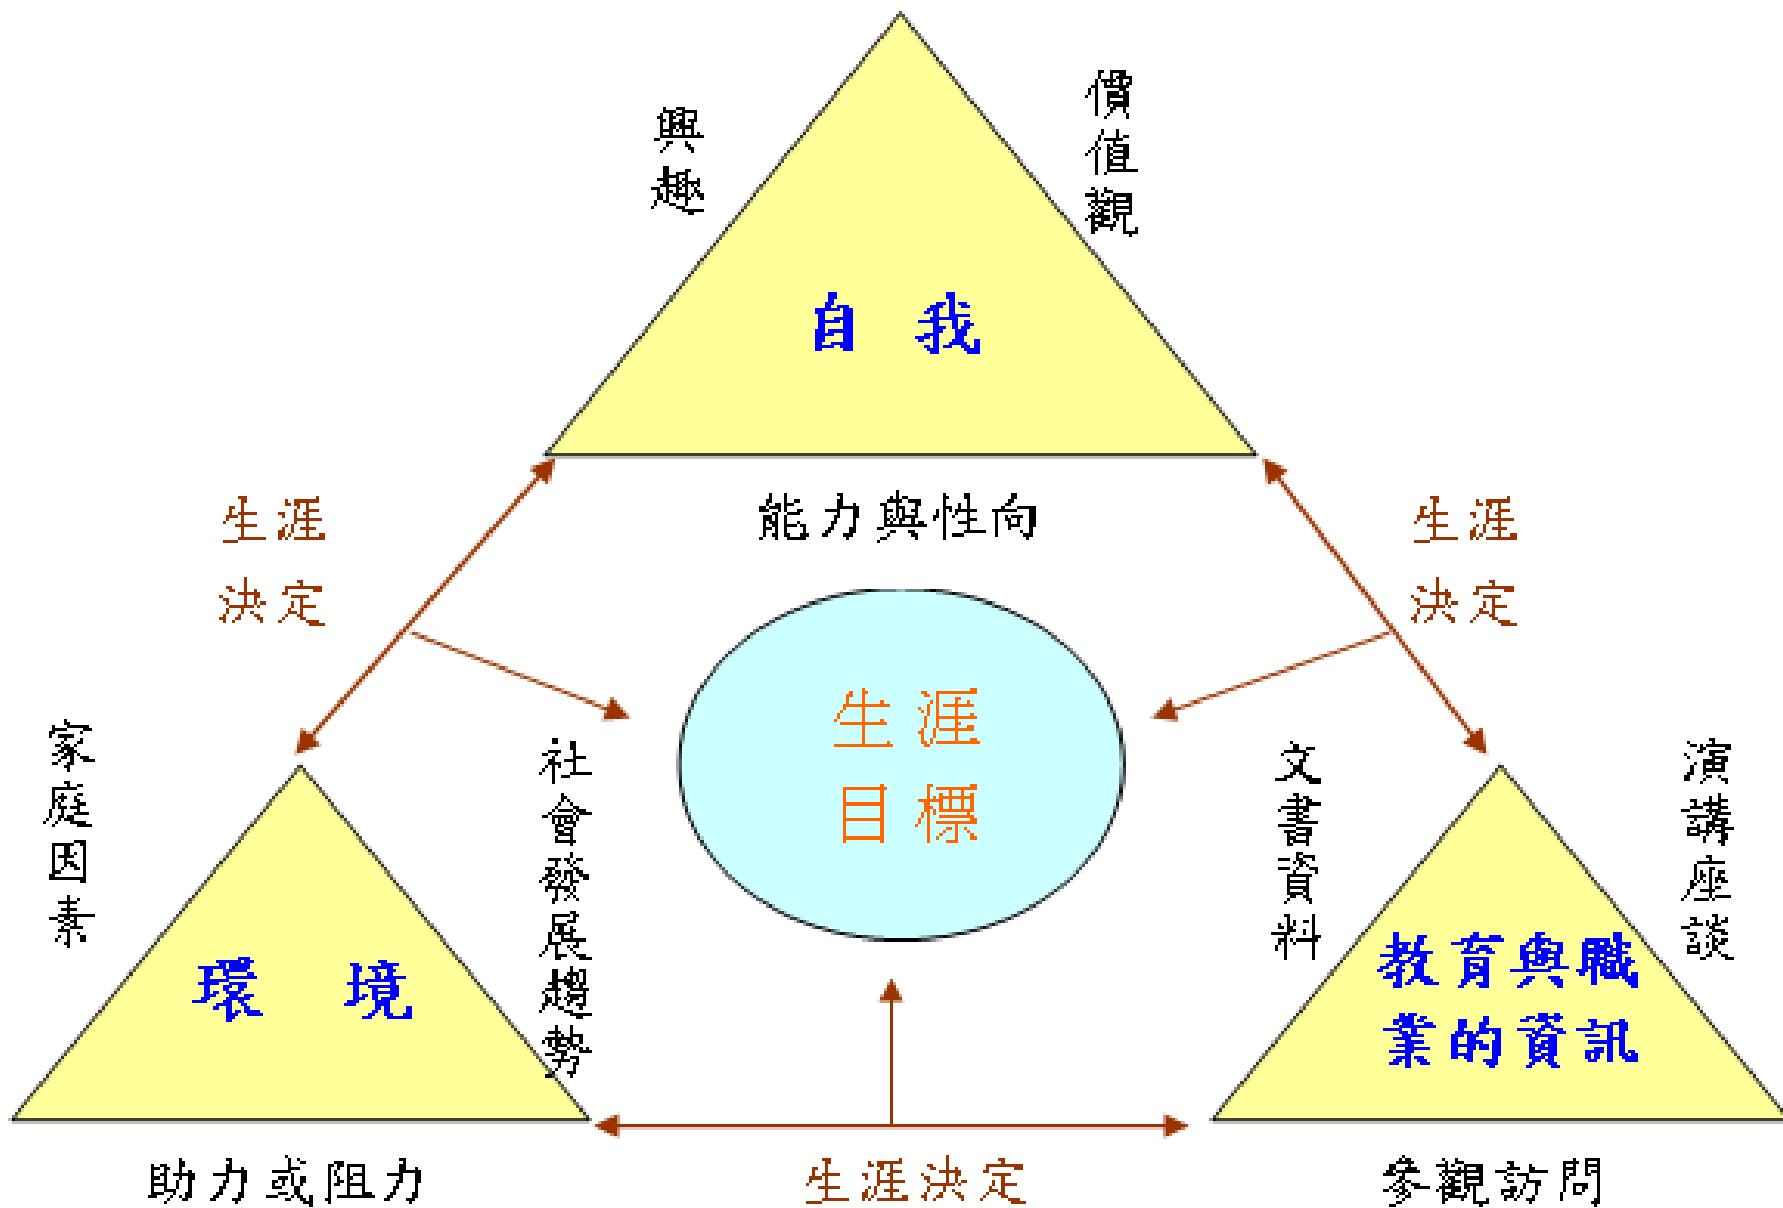 興趣
價值觀
自 我
能力與性向
生涯
決定
生涯
決定
生涯
目標
家庭因素
社會發展趨勢
環 境
助力或阻力
文書資料
演講座談
教育與職
業的資訊
參觀訪問
生涯決定